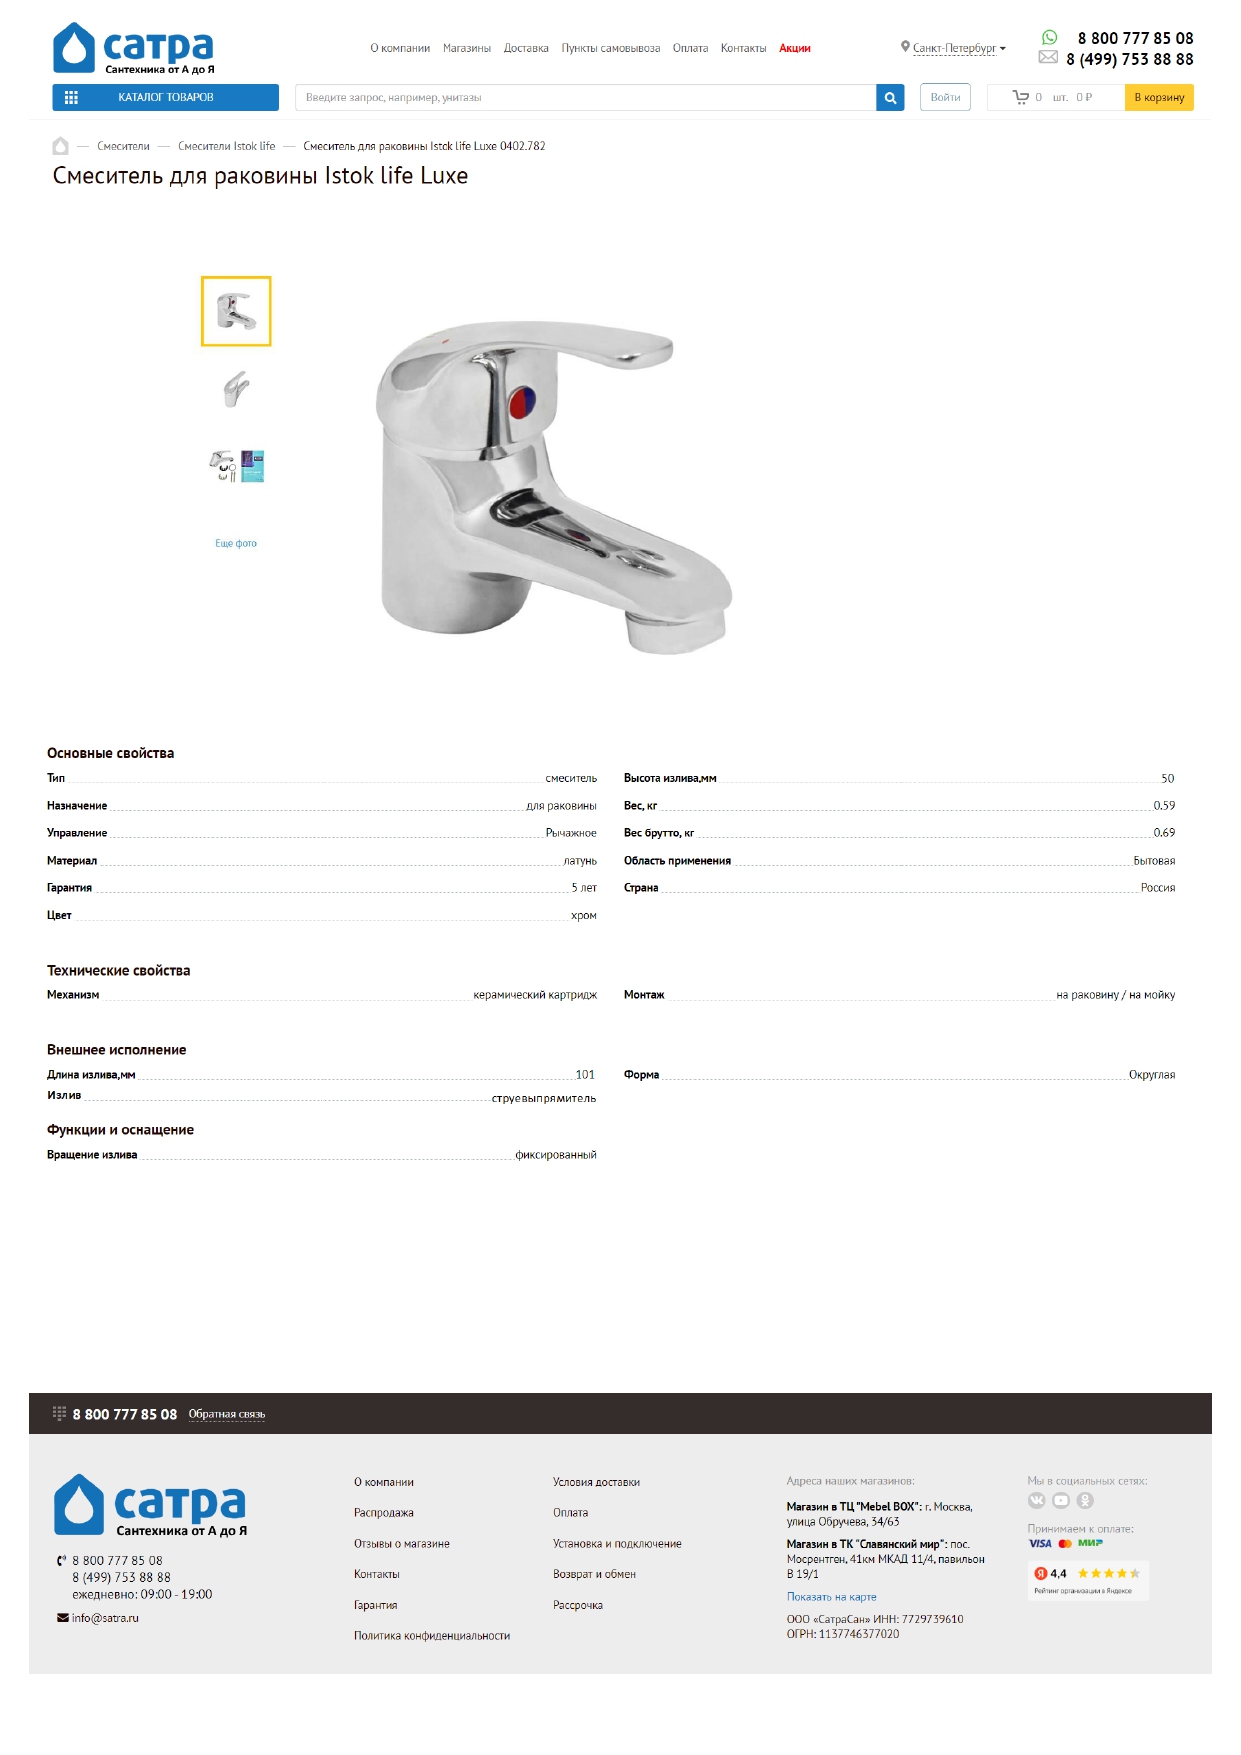 сатра
Сантехника от А до Я
О компании Магазины Доставка Пункты самовывоза Оплата Контакты Акции
Санкт-Петербург
8 800 777 85 08
8 (499) 753 88 88
КАТАЛОГ ТОВАРОВ
Введите запрос, например, унитазы
Войти
0 шт. 0 ₽
В корзину
— Смесители — Смесители Istok life — Смеситель для раковины Istok life Luxe 0402.782
Смеситель для раковины Istok life Luxe
Еще фото
Основные свойства
Тип смеситель
Назначение для раковины
Управление Рычажное
Материал латунь
Гарантия 5 лет
Цвет хром
Высота излива,мм 50
Вес, кг 0.59
Вес брутто, кг 0.69
Область применения Бытовая
Страна Россия
Технические свойства
Механизм керамический картридж
Монтаж на раковину / на мойку
Внешнее исполнение
Длина излива,мм 101
Излив струевыпрямитель
Форма Округлая
Функции и оснащение
Вращение излива фиксированный
8 800 777 85 08 Обратная связь
сатра
Сантехника от А до Я
8 800 777 85 08
8 (499) 753 88 88
ежедневно: 09:00 - 19:00
info@satra.ru
О компании
Распродажа
Отзывы о магазине
Контакты
Гарантия
Политика конфиденциальности
Условия доставки
Оплата
Установка и подключение
Возврат и обмен
Рассрочка
Адреса наших магазинов:
Магазин в ТЦ "Mebel BOX": г. Москва,
улица Обручева, 34/63
Магазин в ТК "Славянский мир": пос.
Мосрентген, 41км МКАД 11/4, павильон
В 19/1
Показать на карте
ООО «СатраСан» ИНН: 7729739610
ОГРН: 1137746377020
Мы в социальных сетях:
Принимаем к оплате:
VISA МИР
Я 4,4
Рейтинг организации в Яндексе